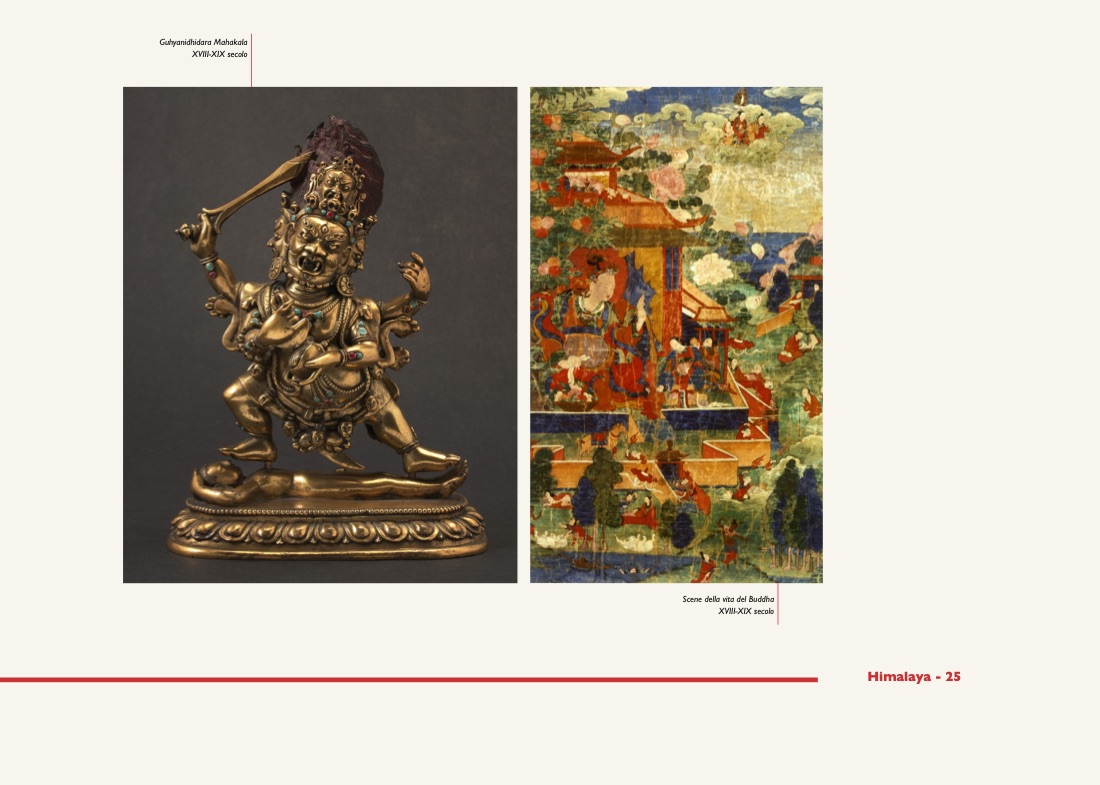 Guhyanidhidara Mahakala
XVIII-XIX secolo
Scene della vita del Buddha
XVIII-XIX secolo
Himalaya - 25